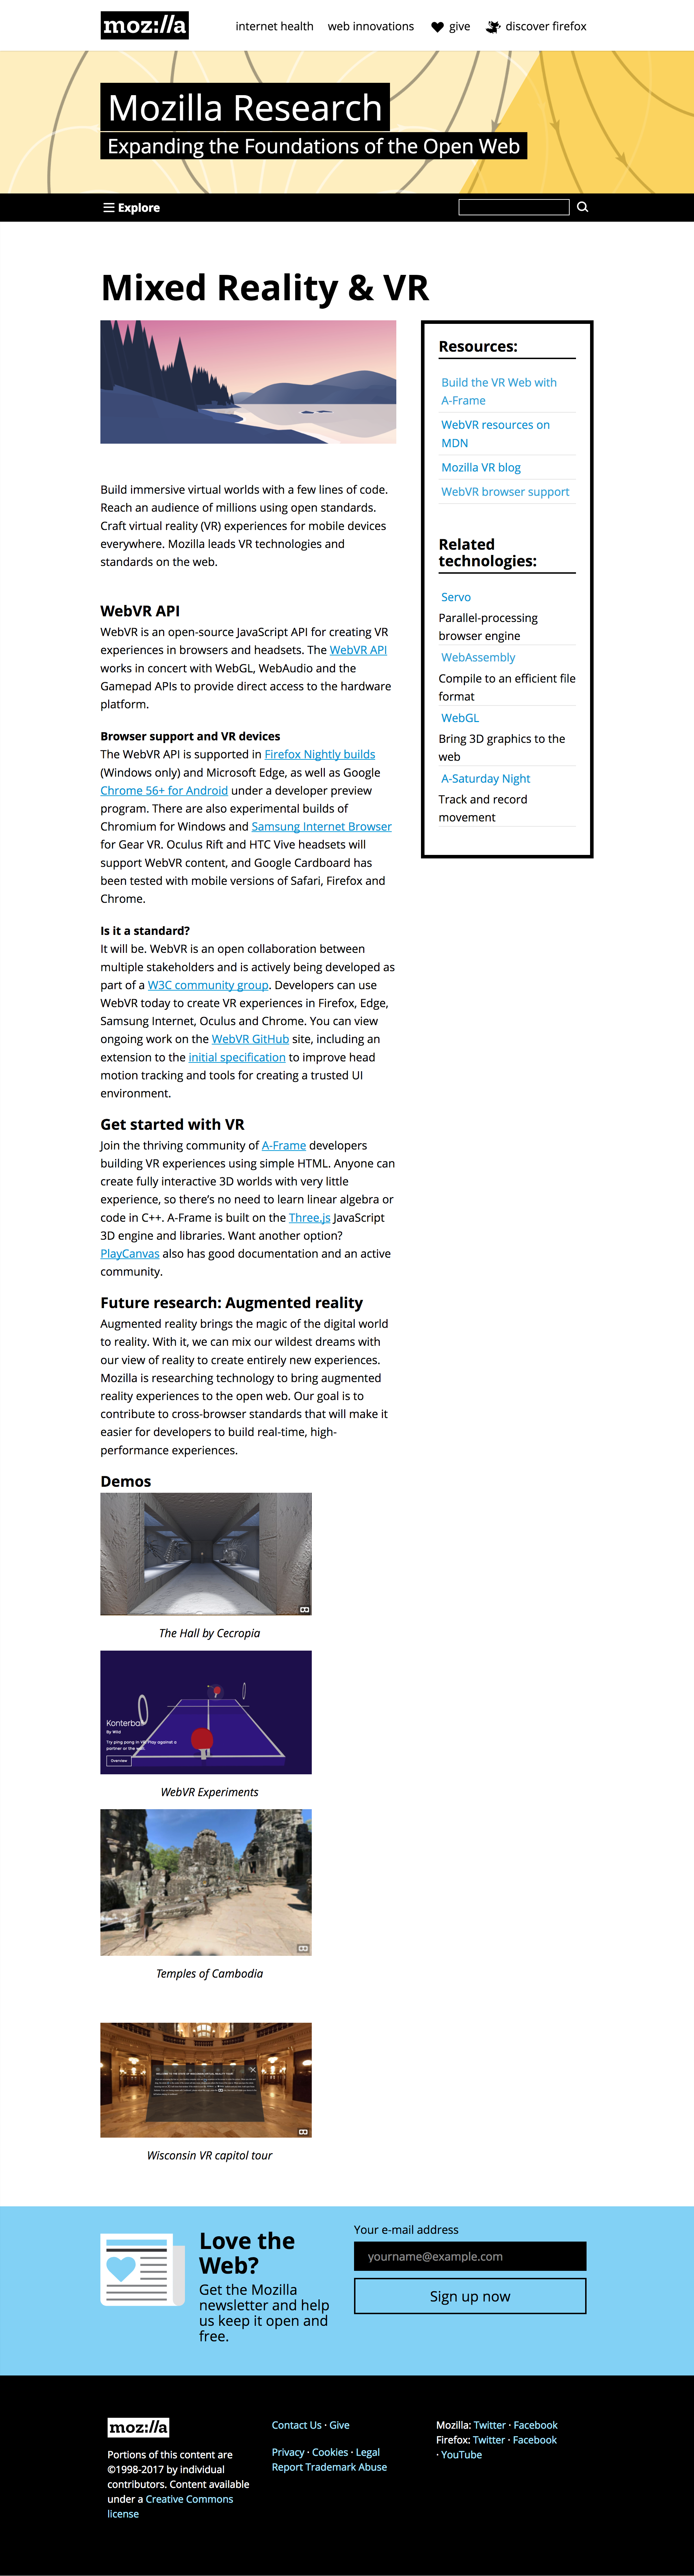 moz://a
internet health
web innovations
give
discover firefox
Mozilla Research
Expanding the Foundations of the Open Web
Explore
Mixed Reality & VR
Build immersive virtual worlds with a few lines of code.
Reach an audience of millions using open standards.
Craft virtual reality (VR) experiences for mobile devices
everywhere. Mozilla leads VR technologies and
standards on the web.
WebVR API
WebVR is an open-source JavaScript API for creating VR
experiences in browsers and headsets. The WebVR API
works in concert with WebGL, WebAudio and the
Gamepad APIs to provide direct access to the hardware
platform.
Browser support and VR devices
The WebVR API is supported in Firefox Nightly builds
(Windows only) and Microsoft Edge, as well as Google
Chrome 56+ for Android under a developer preview
program. There are also experimental builds of
Chromium for Windows and Samsung Internet Browser
for Gear VR. Oculus Rift and HTC Vive headsets will
support WebVR content, and Google Cardboard has
been tested with mobile versions of Safari, Firefox and
Chrome.
Is it a standard?
It will be. WebVR is an open collaboration between
multiple stakeholders and is actively being developed as
part of a W3C community group. Developers can use
WebVR today to create VR experiences in Firefox, Edge,
Samsung Internet, Oculus and Chrome. You can view
ongoing work on the WebVR GitHub site, including an
extension to the initial specification to improve head
motion tracking and tools for creating a trusted UI
environment.
Get started with VR
Join the thriving community of A-Frame developers
building VR experiences using simple HTML. Anyone can
create fully interactive 3D worlds with very little
experience, so there's no need to learn linear algebra or
code in C++. A-Frame is built on the Three.js JavaScript
3D engine and libraries. Want another option?
PlayCanvas also has good documentation and an active
community.
Future research: Augmented reality
Augmented reality brings the magic of the digital world
to reality. With it, we can mix our wildest dreams with
our view of reality to create entirely new experiences.
Mozilla is researching technology to bring augmented
reality experiences to the open web. Our goal is to
contribute to cross-browser standards that will make it
easier for developers to build real-time, high-
performance experiences.
Demos
The Hall by Cecropia
Konterball
By Wild
Try ping pong in VR. Play against a
partner or the wall.
Overview
WebVR Experiments
Temples of Cambodia
Wisconsin VR capitol tour
Resources:
Build the VR Web with
A-Frame
WebVR resources on
MDN
Mozilla VR blog
WebVR browser support
Related
technologies:
Servo
Parallel-processing
browser engine
WebAssembly
Compile to an efficient file
format
WebGL
Bring 3D graphics to the
web
A-Saturday Night
Track and record
movement
Love the
Web?
Get the Mozilla
newsletter and help
us keep it open and
free.
Your e-mail address
yourname@example.com
Sign up now
moz://a
Portions of this content are
©1998-2017 by individual
contributors. Content available
under a Creative Commons
license
Contact Us · Give
Privacy · Cookies · Legal
Report Trademark Abuse
Mozilla: Twitter · Facebook
Firefox: Twitter · Facebook
· YouTube